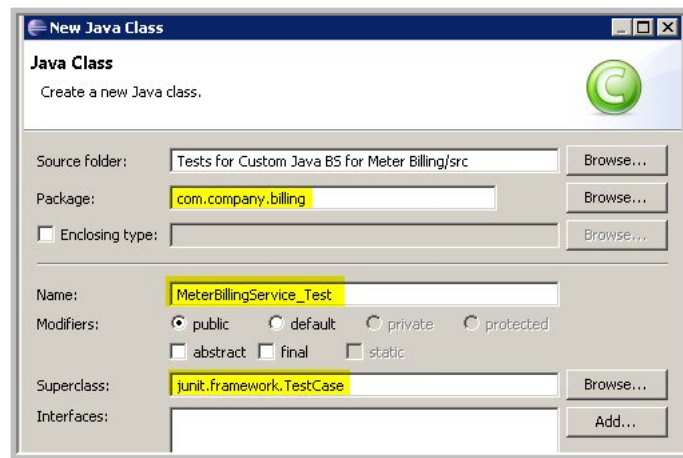 New Java Class
Java Class
Create a new Java class.
C
Source folder: Tests for Custom Java BS for Meter Billing/src Browse...
Package: com.company.billing Browse...
Enclosing type: Browse...
Name: MeterBillingService_Test
Modifiers: public default private protected
abstract final static
Superclass: junit.framework.TestCase Browse...
Interfaces: Add...